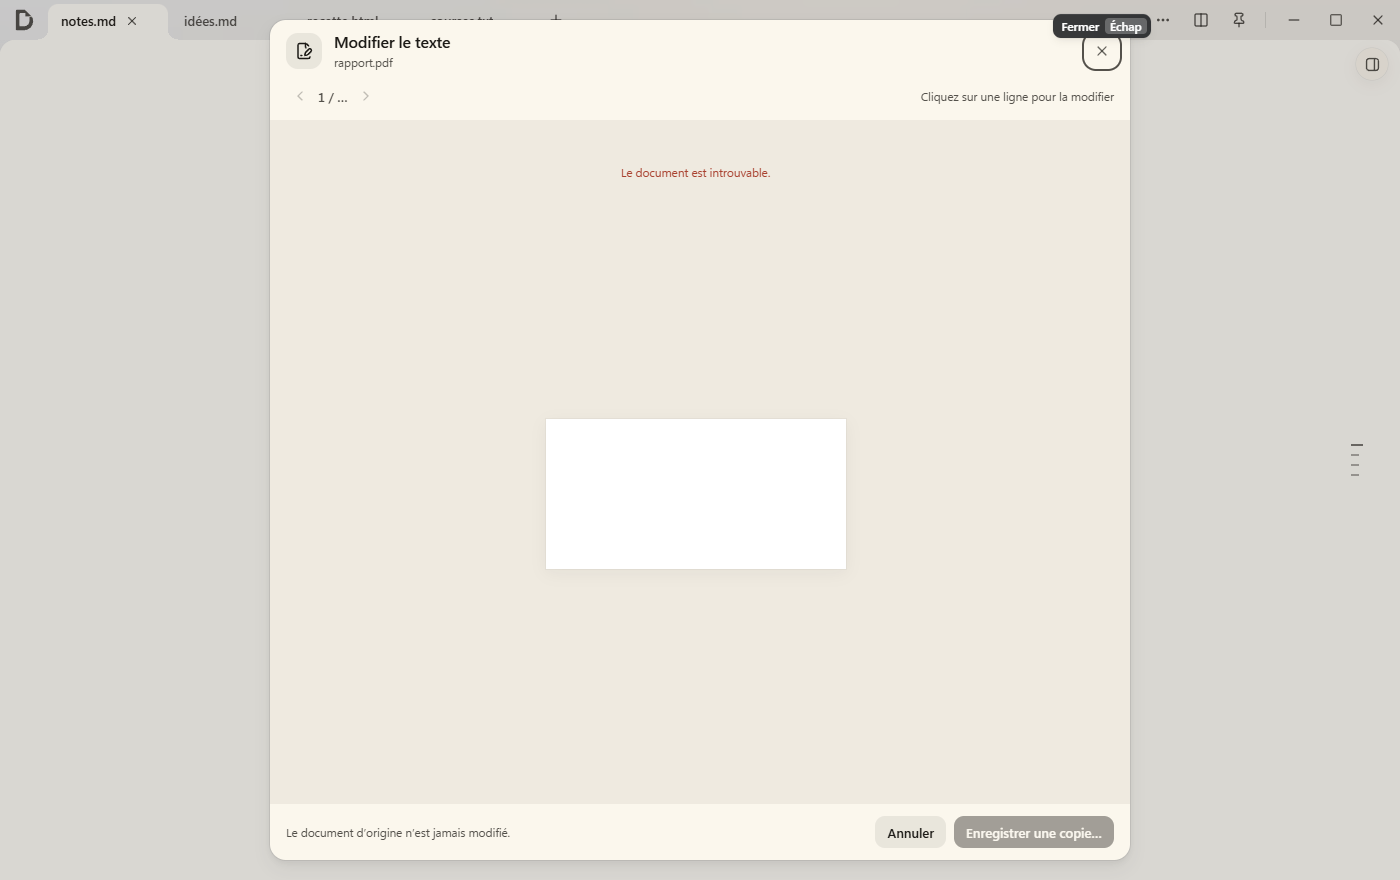 notes.md
idées.md
Fermer Échap
Modifier le texte
rapport.pdf
1 / ...
Cliquez sur une ligne pour la modifier
Le document est introuvable.
Le document d'origine n'est jamais modifié.
Annuler
Enregistrer une copie...